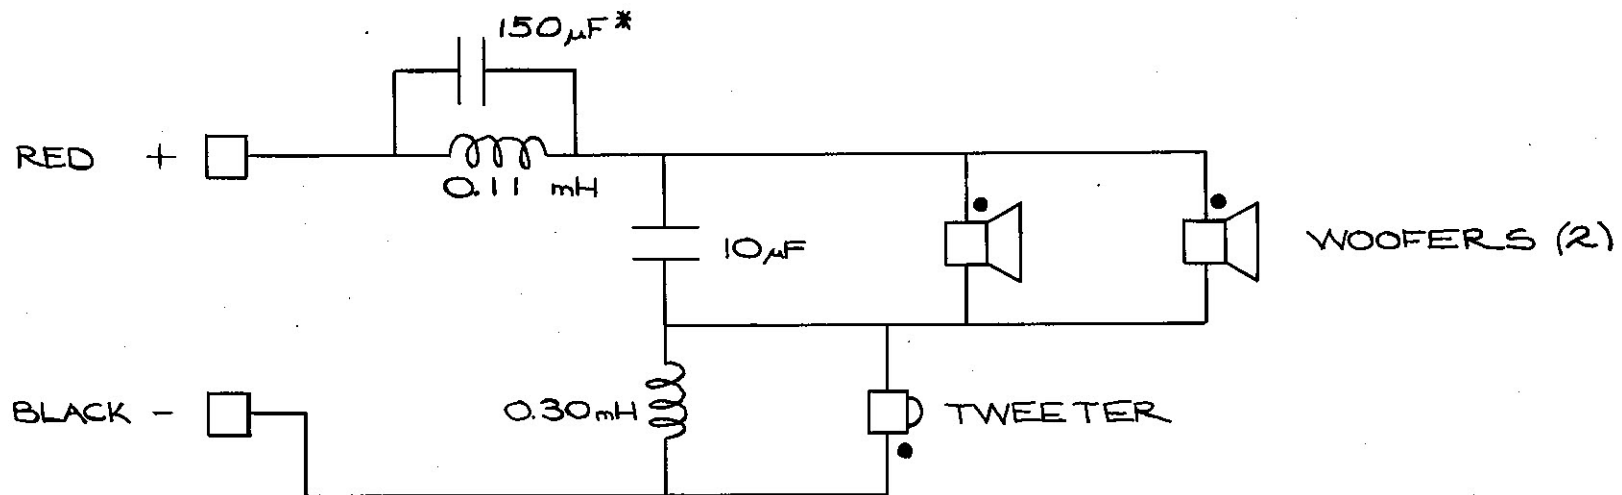 150µF*
RED +
0.11 mH
10µF
WOOFERS (2)
BLACK -
0.30mH
TWEETER